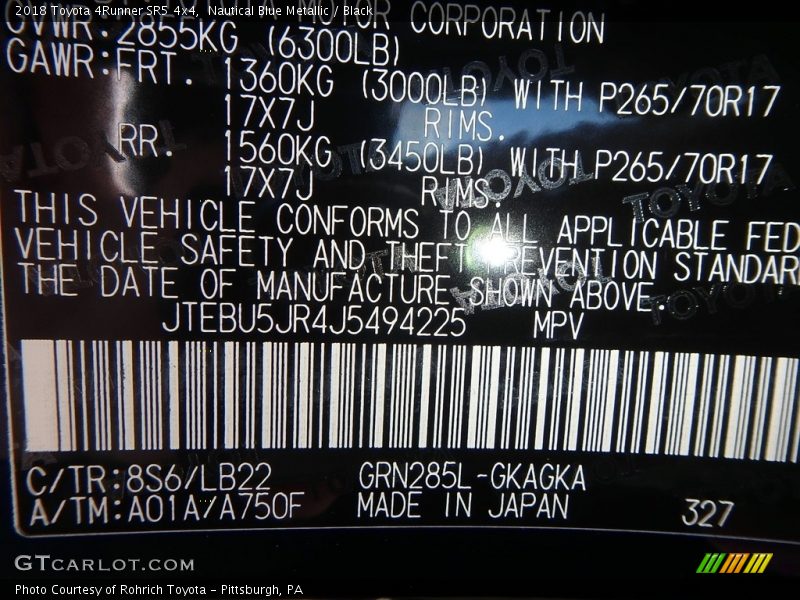 2018 Toyota 4Runner SR5 4x4, Nautical Blue Metallic / Black
OR CORPORATION
GVWR:2855KG (6300LB)
GAWR:FRT. 1360KG (3000LB) WITH P265/70R17
17X7J RIMS.
RR. 1560KG (3450LB) WITH P265/70R17
17X7J RIMS.
THIS VEHICLE CONFORMS TO ALL APPLICABLE FED
VEHICLE SAFETY AND THEFT PREVENTION STANDAR
THE DATE OF MANUFACTURE SHOWN ABOVE.
JTEBU5JR4J5494225 MPV
C/TR:8S6/LB22 GRN285L-GKAGKA
A/TM:A01A/A750F MADE IN JAPAN 327
GTCARLOT.COM
Photo Courtesy of Rohrich Toyota - Pittsburgh, PA